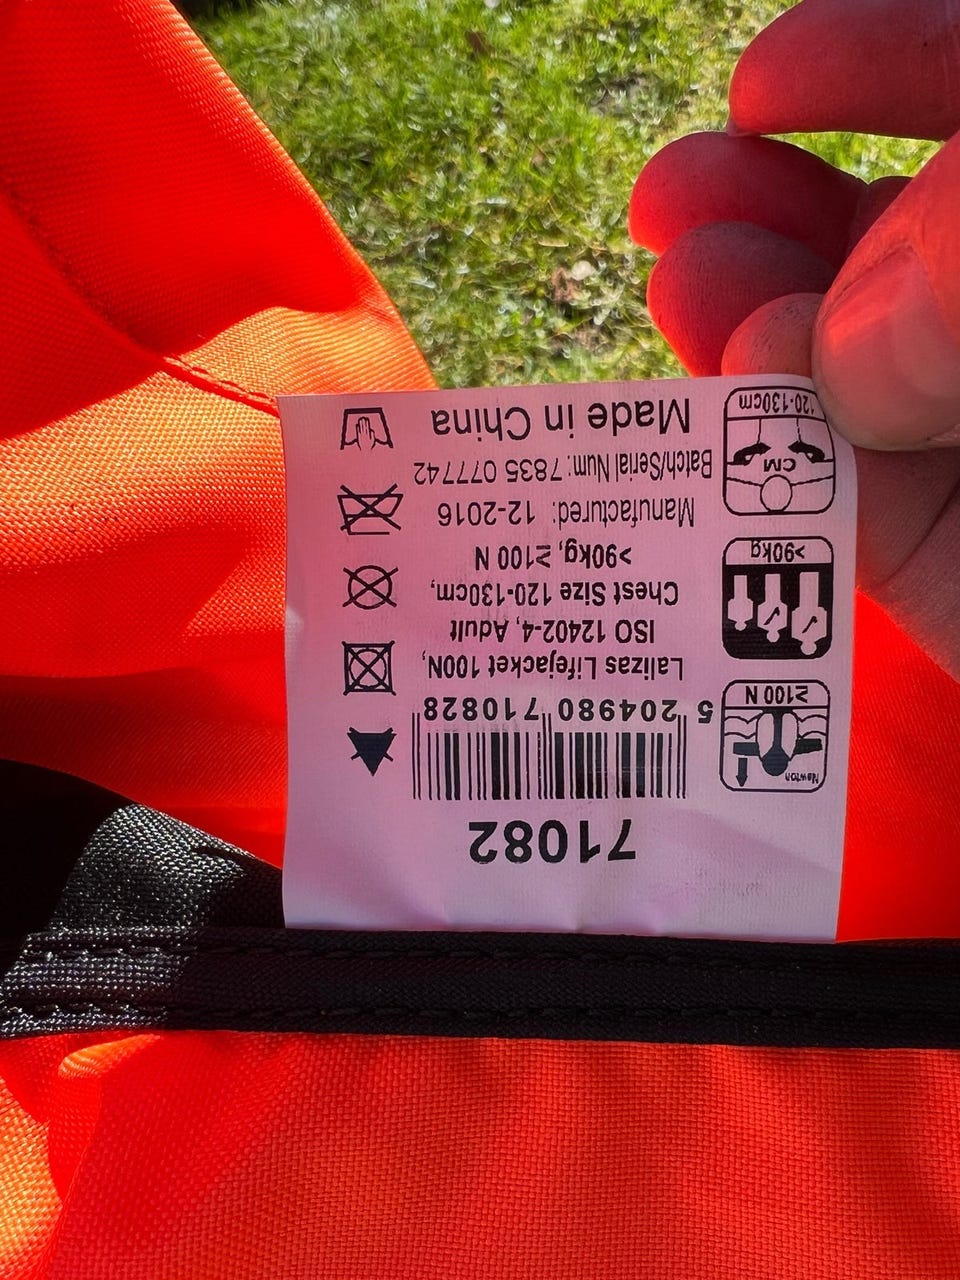 71082
5 204980 710828
Lalizas Lifejacket 100N,
ISO 12402-4, Adult
Chest Size 120-130cm,
>90kg, ≥100 N
Manufactured: 12-2016
Batch/Serial Num: 7835 077742
Made in China
Newton
≥100 N
>90kg
CM
120-130cm